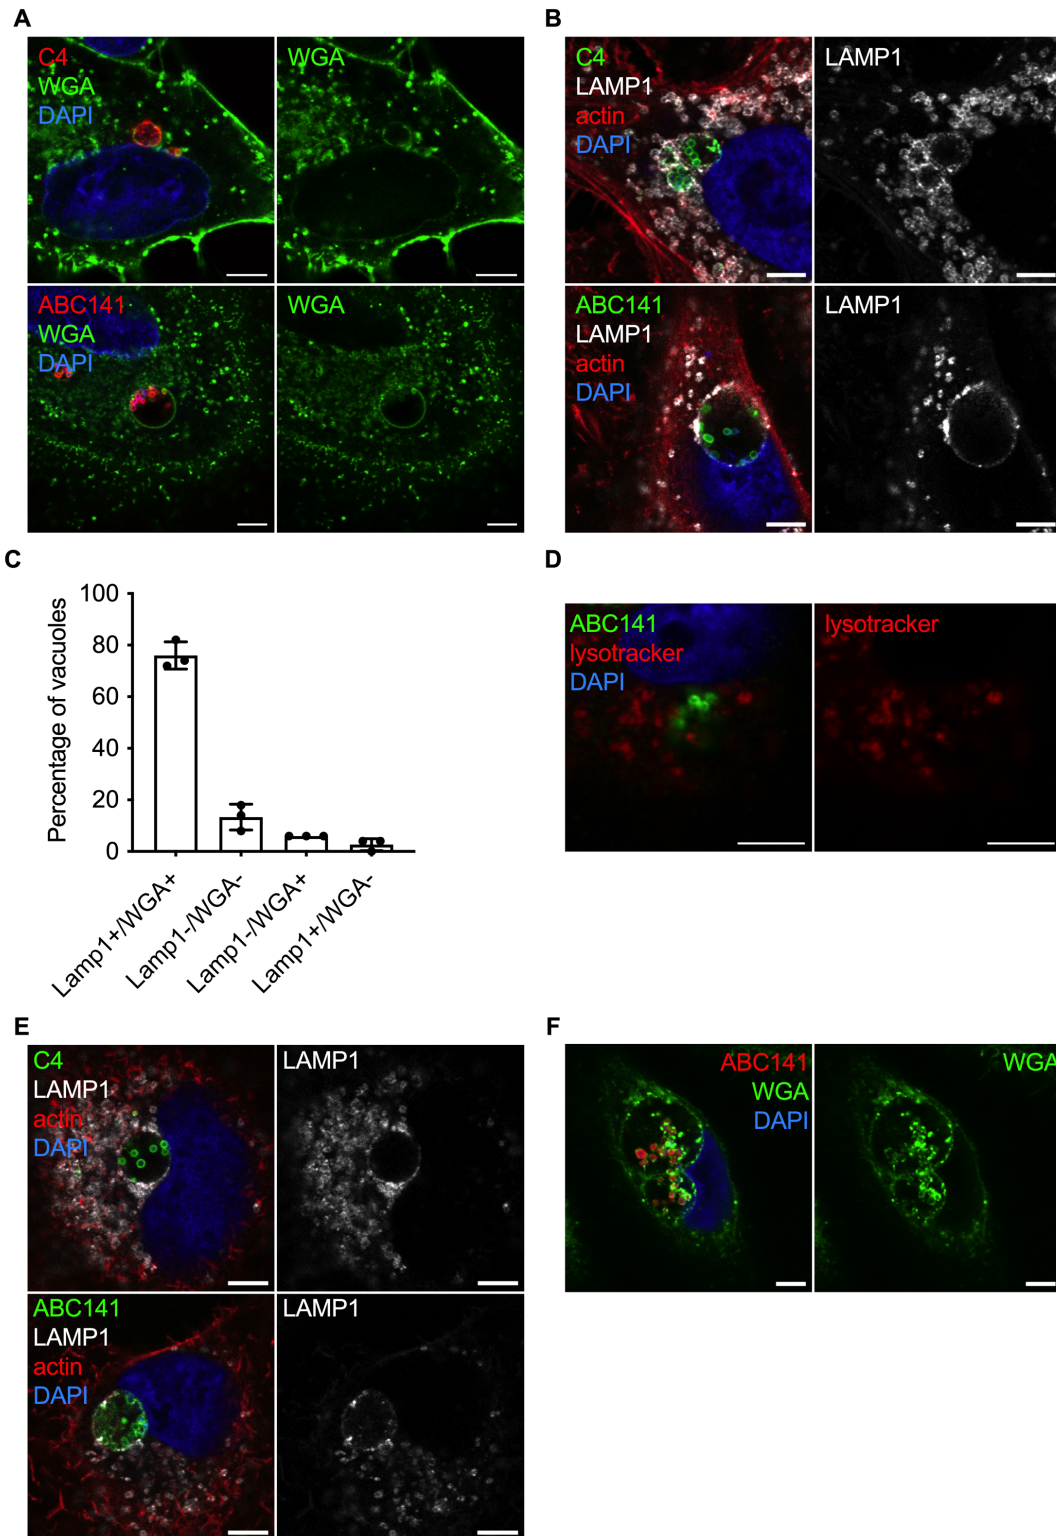 A
C4
WGA
DAPI
WGA
ABC141
WGA
DAPI
WGA
B
C4
LAMP1
actin
DAPI
LAMP1
ABC141
LAMP1
actin
DAPI
LAMP1
C
Percentage of vacuoles
100
80
60
40
20
0
Lamp1+/WGA+
Lamp1-/WGA-
Lamp1-/WGA+
Lamp1+/WGA-
D
ABC141
lysotracker
DAPI
lysotracker
E
C4
LAMP1
actin
DAPI
LAMP1
ABC141
LAMP1
actin
DAPI
LAMP1
F
ABC141
WGA
DAPI
WGA